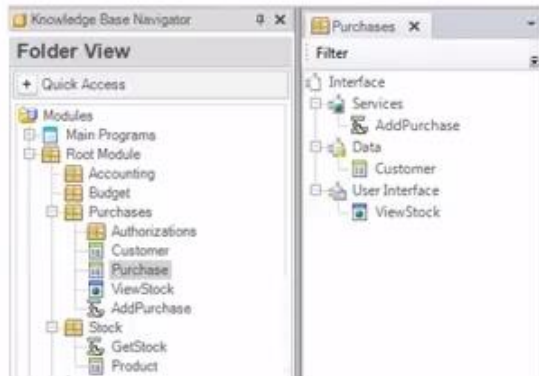 Knowledge Base Navigator
Folder View
+ Quick Access
Modules
Main Programs
Root Module
Accounting
Budget
Purchases
Authorizations
Customer
Purchase
ViewStock
AddPurchase
Stock
GetStock
Product
Purchases
Filter
Interface
Services
AddPurchase
Data
Customer
User Interface
ViewStock